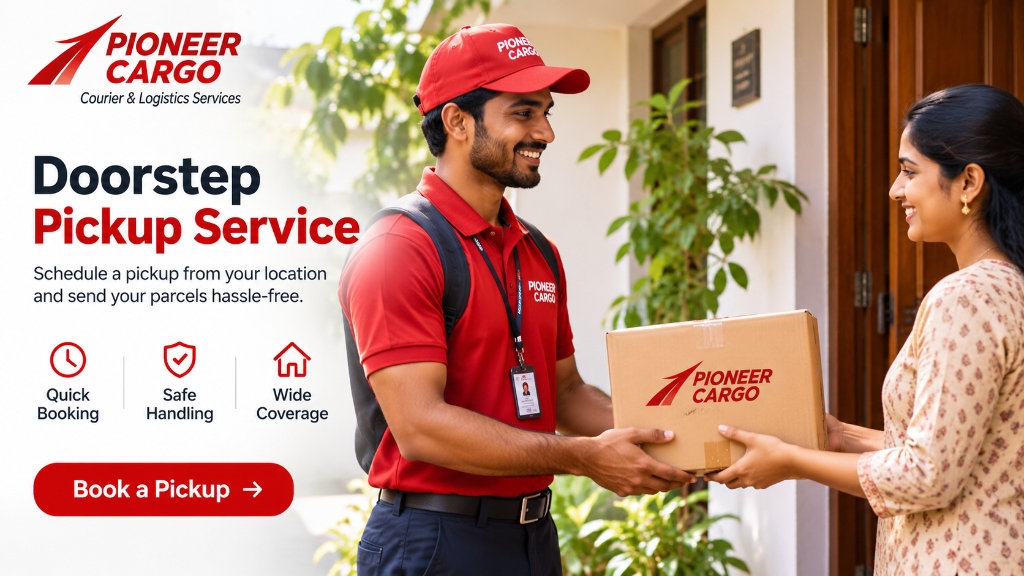 PIONEER
CARGO
Courier & Logistics Services
Doorstep
Pickup Service
Schedule a pickup from your location
and send your parcels hassle-free.
Quick
Booking
Safe
Handling
Wide
Coverage
Book a Pickup
PIONEER
CARGO
PIONEER
CARGO
PIONEER
CARGO